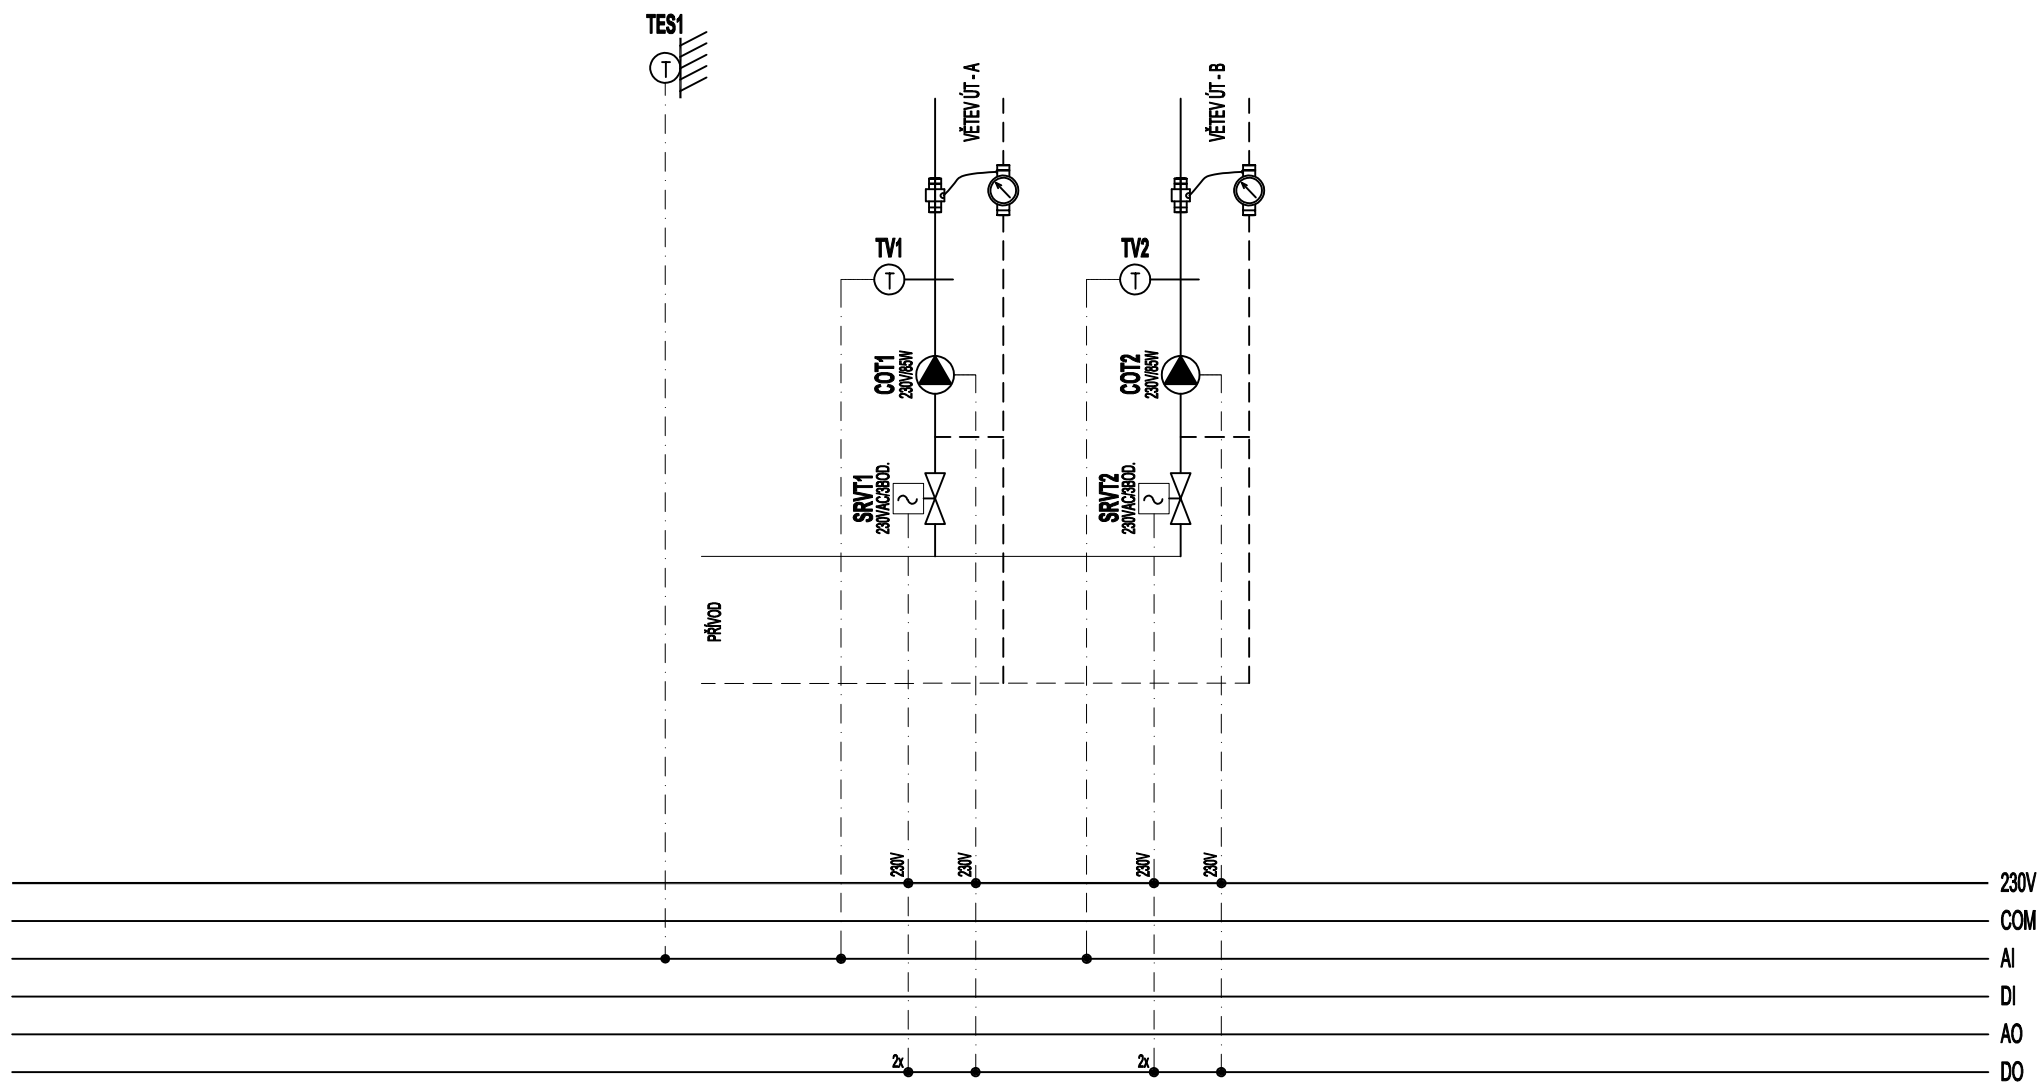 TES1
VĚTEV ÚT - A
VĚTEV ÚT - B
TV1
TV2
T
T
T
COT1
230V/85W
COT2
230V/85W
SRVT1
230VAC/3BOD.
SRVT2
230VAC/3BOD.
PŘÍVOD
230V
230V
230V
230V
230V
COM
AI
DI
AO
2x
2x
DO